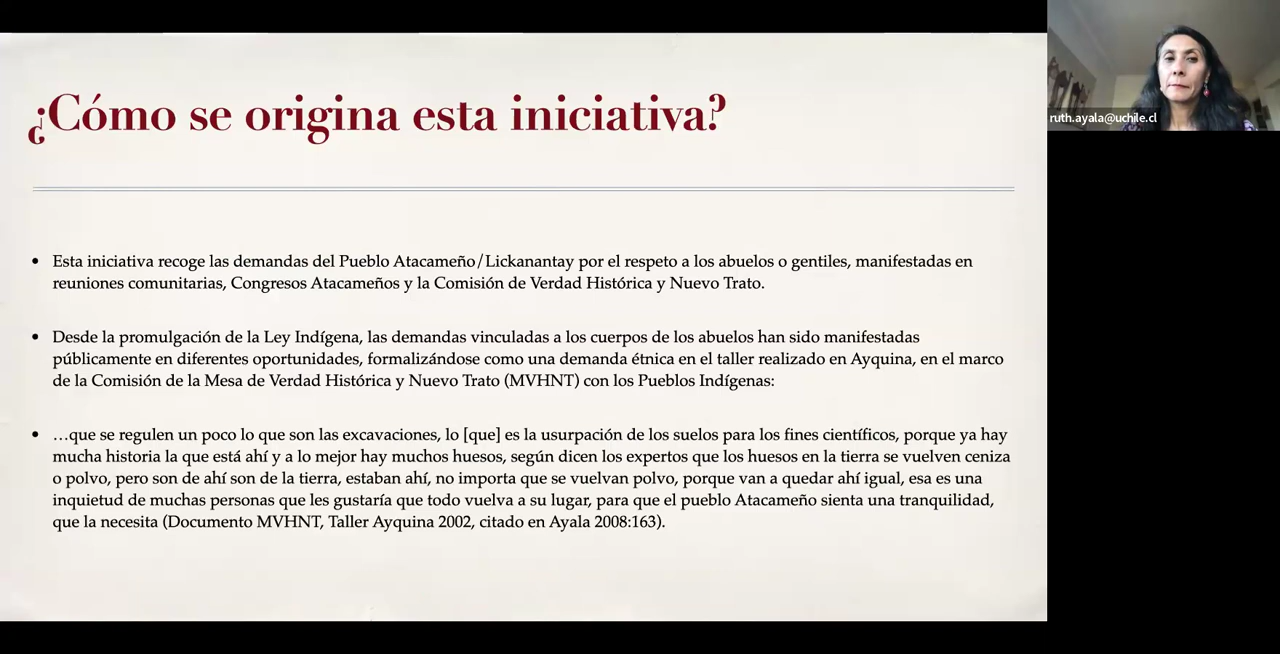 ¿Cómo se origina esta iniciativa?
ruth.ayala@uchile.cl
• Esta iniciativa recoge las demandas del Pueblo Atacameño/Lickanantay por el respeto a los abuelos o gentiles, manifestadas en
reuniones comunitarias, Congresos Atacameños y la Comisión de Verdad Histórica y Nuevo Trato.
• Desde la promulgación de la Ley Indígena, las demandas vinculadas a los cuerpos de los abuelos han sido manifestadas
públicamente en diferentes oportunidades, formalizándose como una demanda étnica en el taller realizado en Ayquina, en el marco
de la Comisión de la Mesa de Verdad Histórica y Nuevo Trato (MVHNT) con los Pueblos Indígenas:
• …que se regulen un poco lo que son las excavaciones, lo [que] es la usurpación de los suelos para los fines científicos, porque ya hay
mucha historia la que está ahí y a lo mejor hay muchos huesos, según dicen los expertos que los huesos en la tierra se vuelven ceniza
o polvo, pero son de ahí son de la tierra, estaban ahí, no importa que se vuelvan polvo, porque van a quedar ahí igual, esa es una
inquietud de muchas personas que les gustaría que todo vuelva a su lugar, para que el pueblo Atacameño sienta una tranquilidad,
que la necesita (Documento MVHNT, Taller Ayquina 2002, citado en Ayala 2008:163).